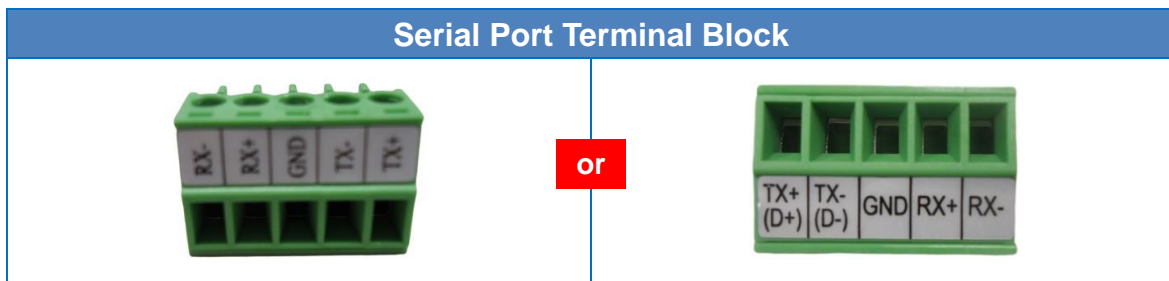 Serial Port Terminal Block
RX-
RX+
GND
TX-
TX+
or
TX+ (D+)
TX- (D-)
GND
RX+
RX-